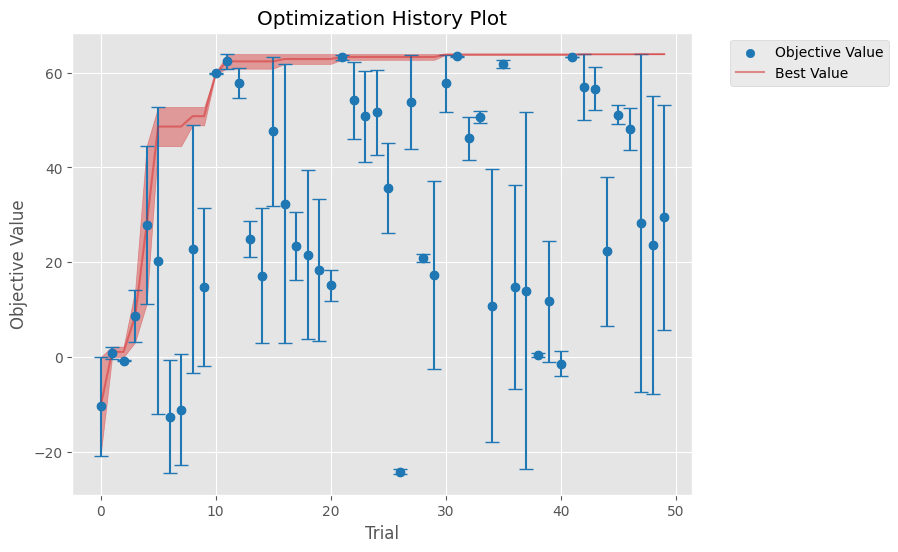 Optimization History Plot
Objective Value
Best Value
Objective Value
60
40
20
0
−20
0 10 20 30 40 50
Trial